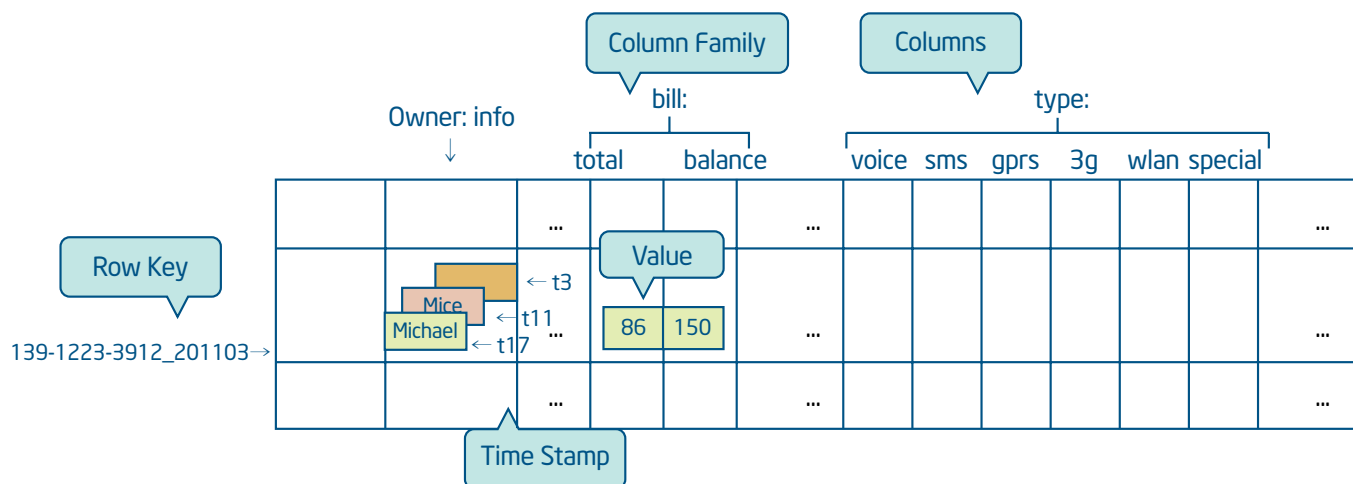 Column Family
Columns
bill:
type:
Owner: info
↓
total balance voice sms gprs 3g wlan special
... ... ...
Row Key
Value
← t3
Mice
← t11
Michael
86 150
... ... ...
← t17
139-1223-3912_201103→
... ... ...
Time Stamp